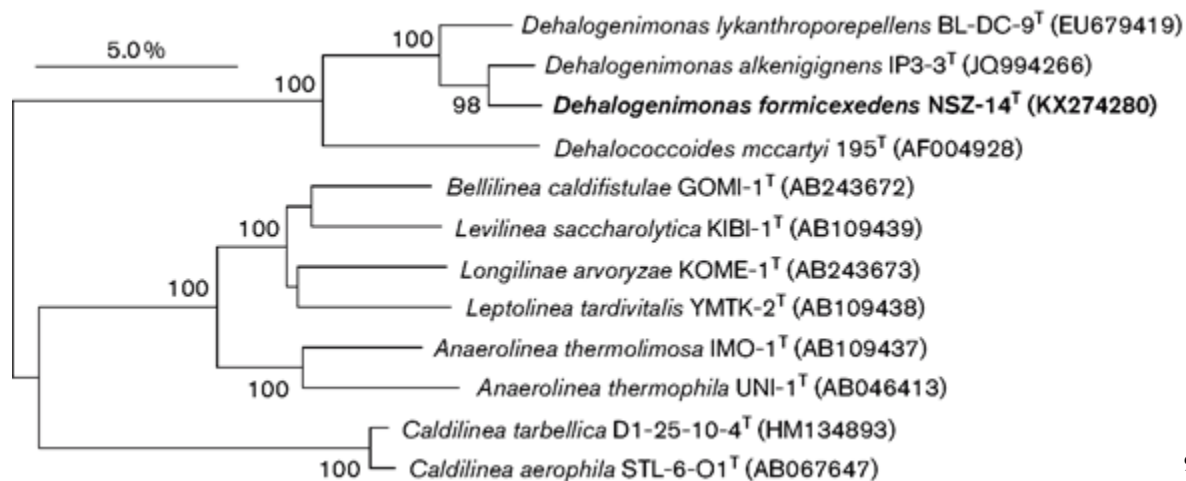 Dehalogenimonas lykanthroporepellens BL-DC-9T (EU679419)
100
5.0 %
Dehalogenimonas alkenigignens IP3-3T (JQ994266)
100
98
Dehalogenimonas formicexedens NSZ-14T (KX274280)
Dehalococcoides mccartyi 195T (AF004928)
Bellilinea caldifistulae GOMI-1T (AB243672)
100
Levilinea saccharolytica KIBI-1T (AB109439)
Longilinae arvoryzae KOME-1T (AB243673)
100
Leptolinea tardivitalis YMTK-2T (AB109438)
Anaerolinea thermolimosa IMO-1T (AB109437)
100
Anaerolinea thermophila UNI-1T (AB046413)
Caldilinea tarbellica D1-25-10-4T (HM134893)
100
Caldilinea aerophila STL-6-O1T (AB067647)